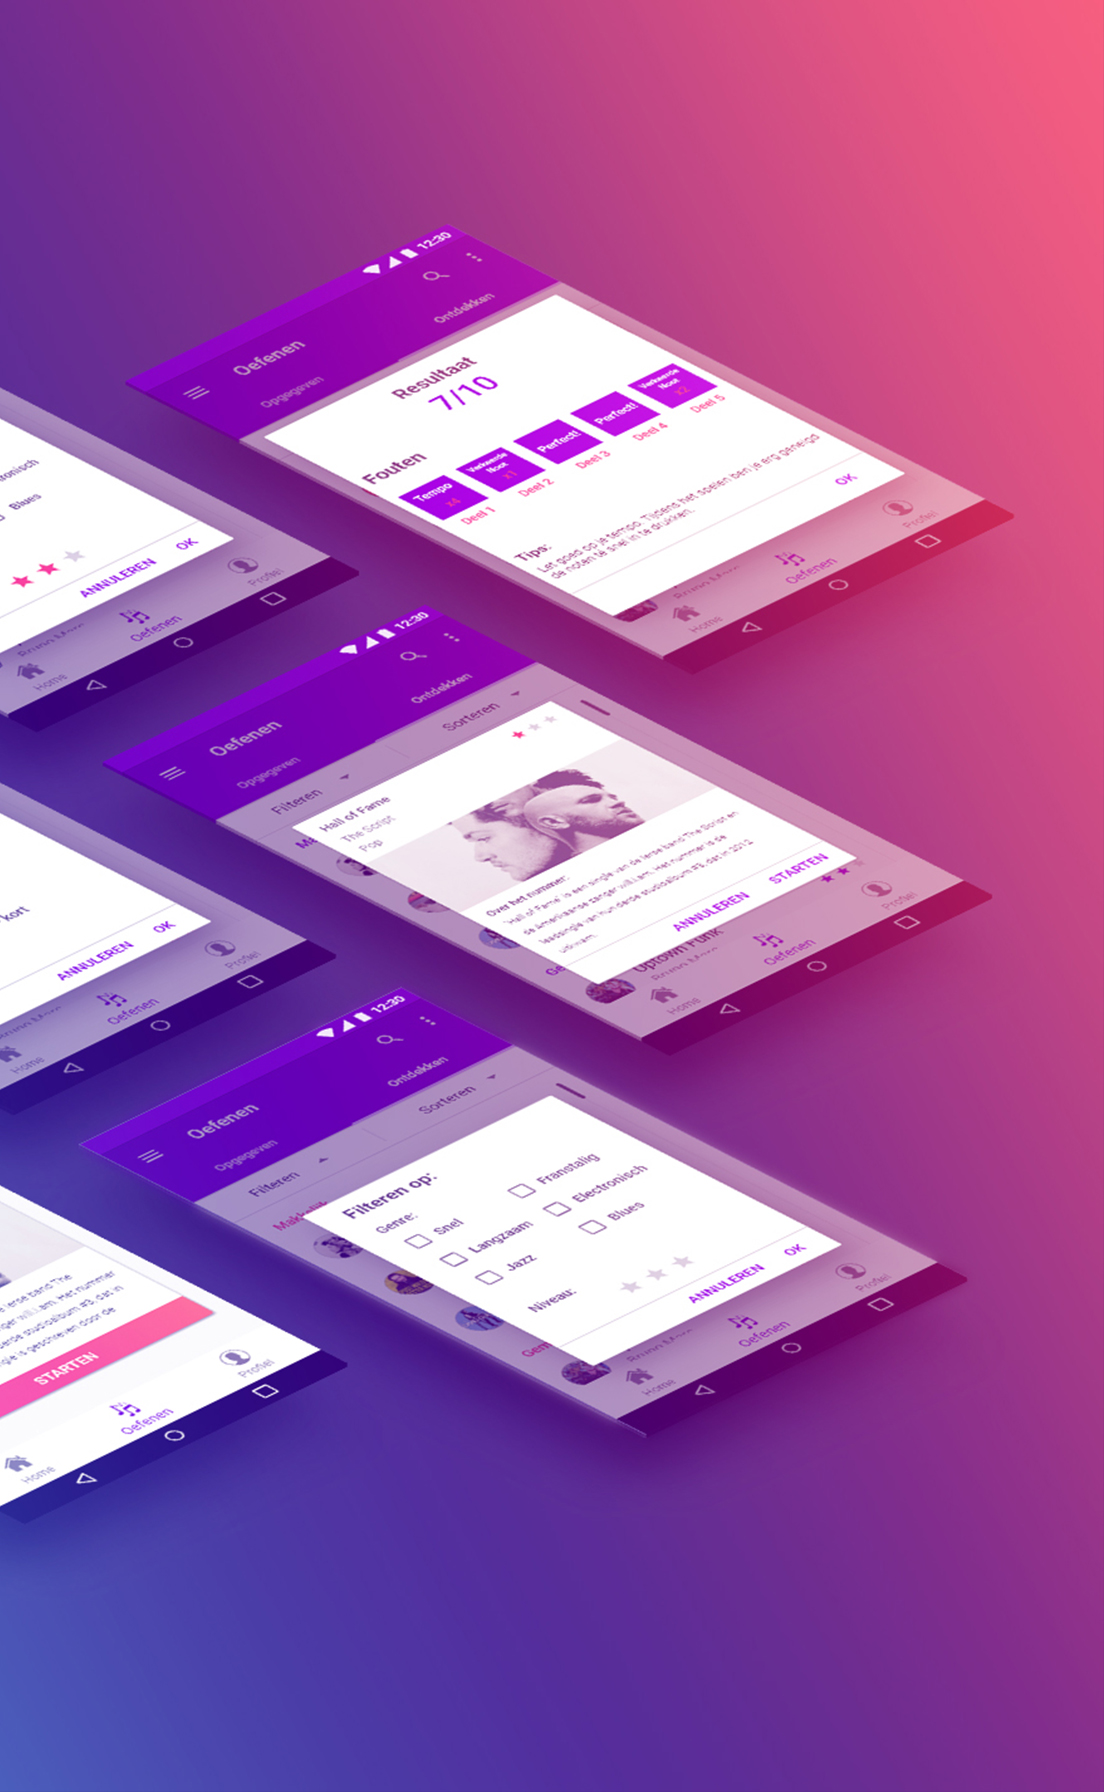 12:30
Oefenen
Opgegeven
Ontdekken
Resultaat
7/10
Fouten
Tempo
x4
Deel 1
Verkeerde
Noot
x1
Deel 2
Perfect!
Deel 3
Perfect!
Deel 4
Verkeerde
Noot
x2
Deel 5
Tips:
Let goed op je tempo. Tijdens het spelen ben je erg geneigd
de noten te snel in te drukken.
OK
Home
Oefenen
Profiel
Blues
ANNULEREN
OK
Home
Oefenen
Profiel
12:30
Oefenen
Opgegeven
Ontdekken
Filteren
Sorteren
Hall of Fame
The Script
Pop
Over het nummer:
'Hall of Fame' is een single van de Ierse band The Script en
de Amerikaanse zanger will.i.am. Het nummer is de
leadsingle van hun derde studioalbum #3, dat in 2012
uitkwam.
ANNULEREN
STARTEN
Uptown Funk
Home
Oefenen
Profiel
kort
ANNULEREN
OK
Home
Oefenen
Profiel
12:30
Oefenen
Opgegeven
Ontdekken
Filteren
Sorteren
Filteren op:
Genre:
Snel
Franstalig
Langzaam
Electronisch
Jazz
Blues
Niveau:
ANNULEREN
OK
Home
Oefenen
Profiel
Ierse band The
will.i.am. Het nummer
studioalbum #3, dat in
is geschreven door de
STARTEN
Home
Oefenen
Profiel